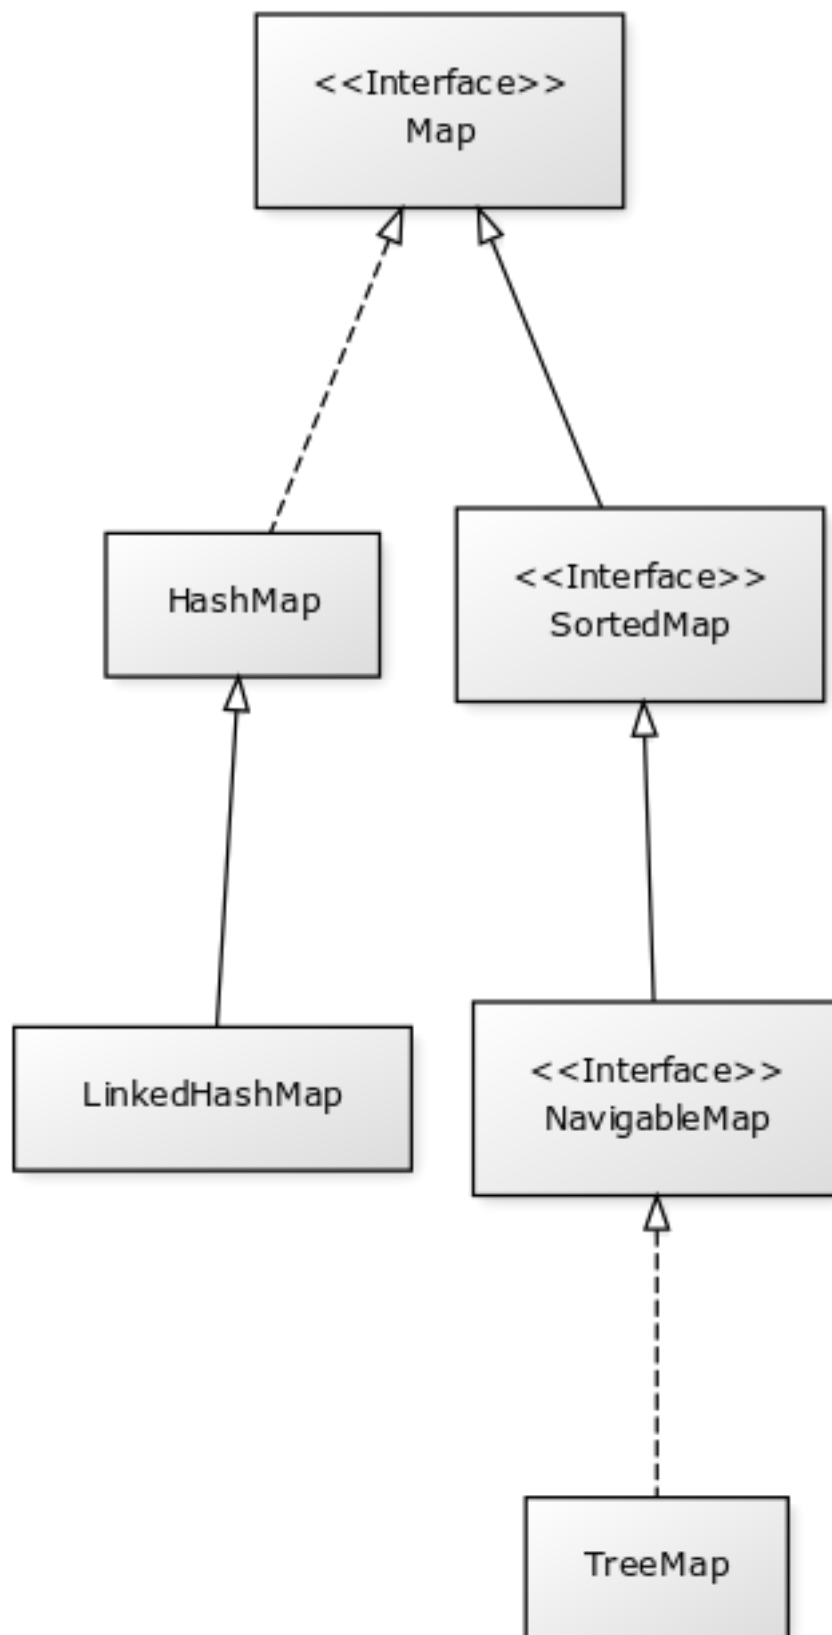 <<Interface>>
Map
HashMap
<<Interface>>
SortedMap
LinkedHashMap
<<Interface>>
NavigableMap
TreeMap